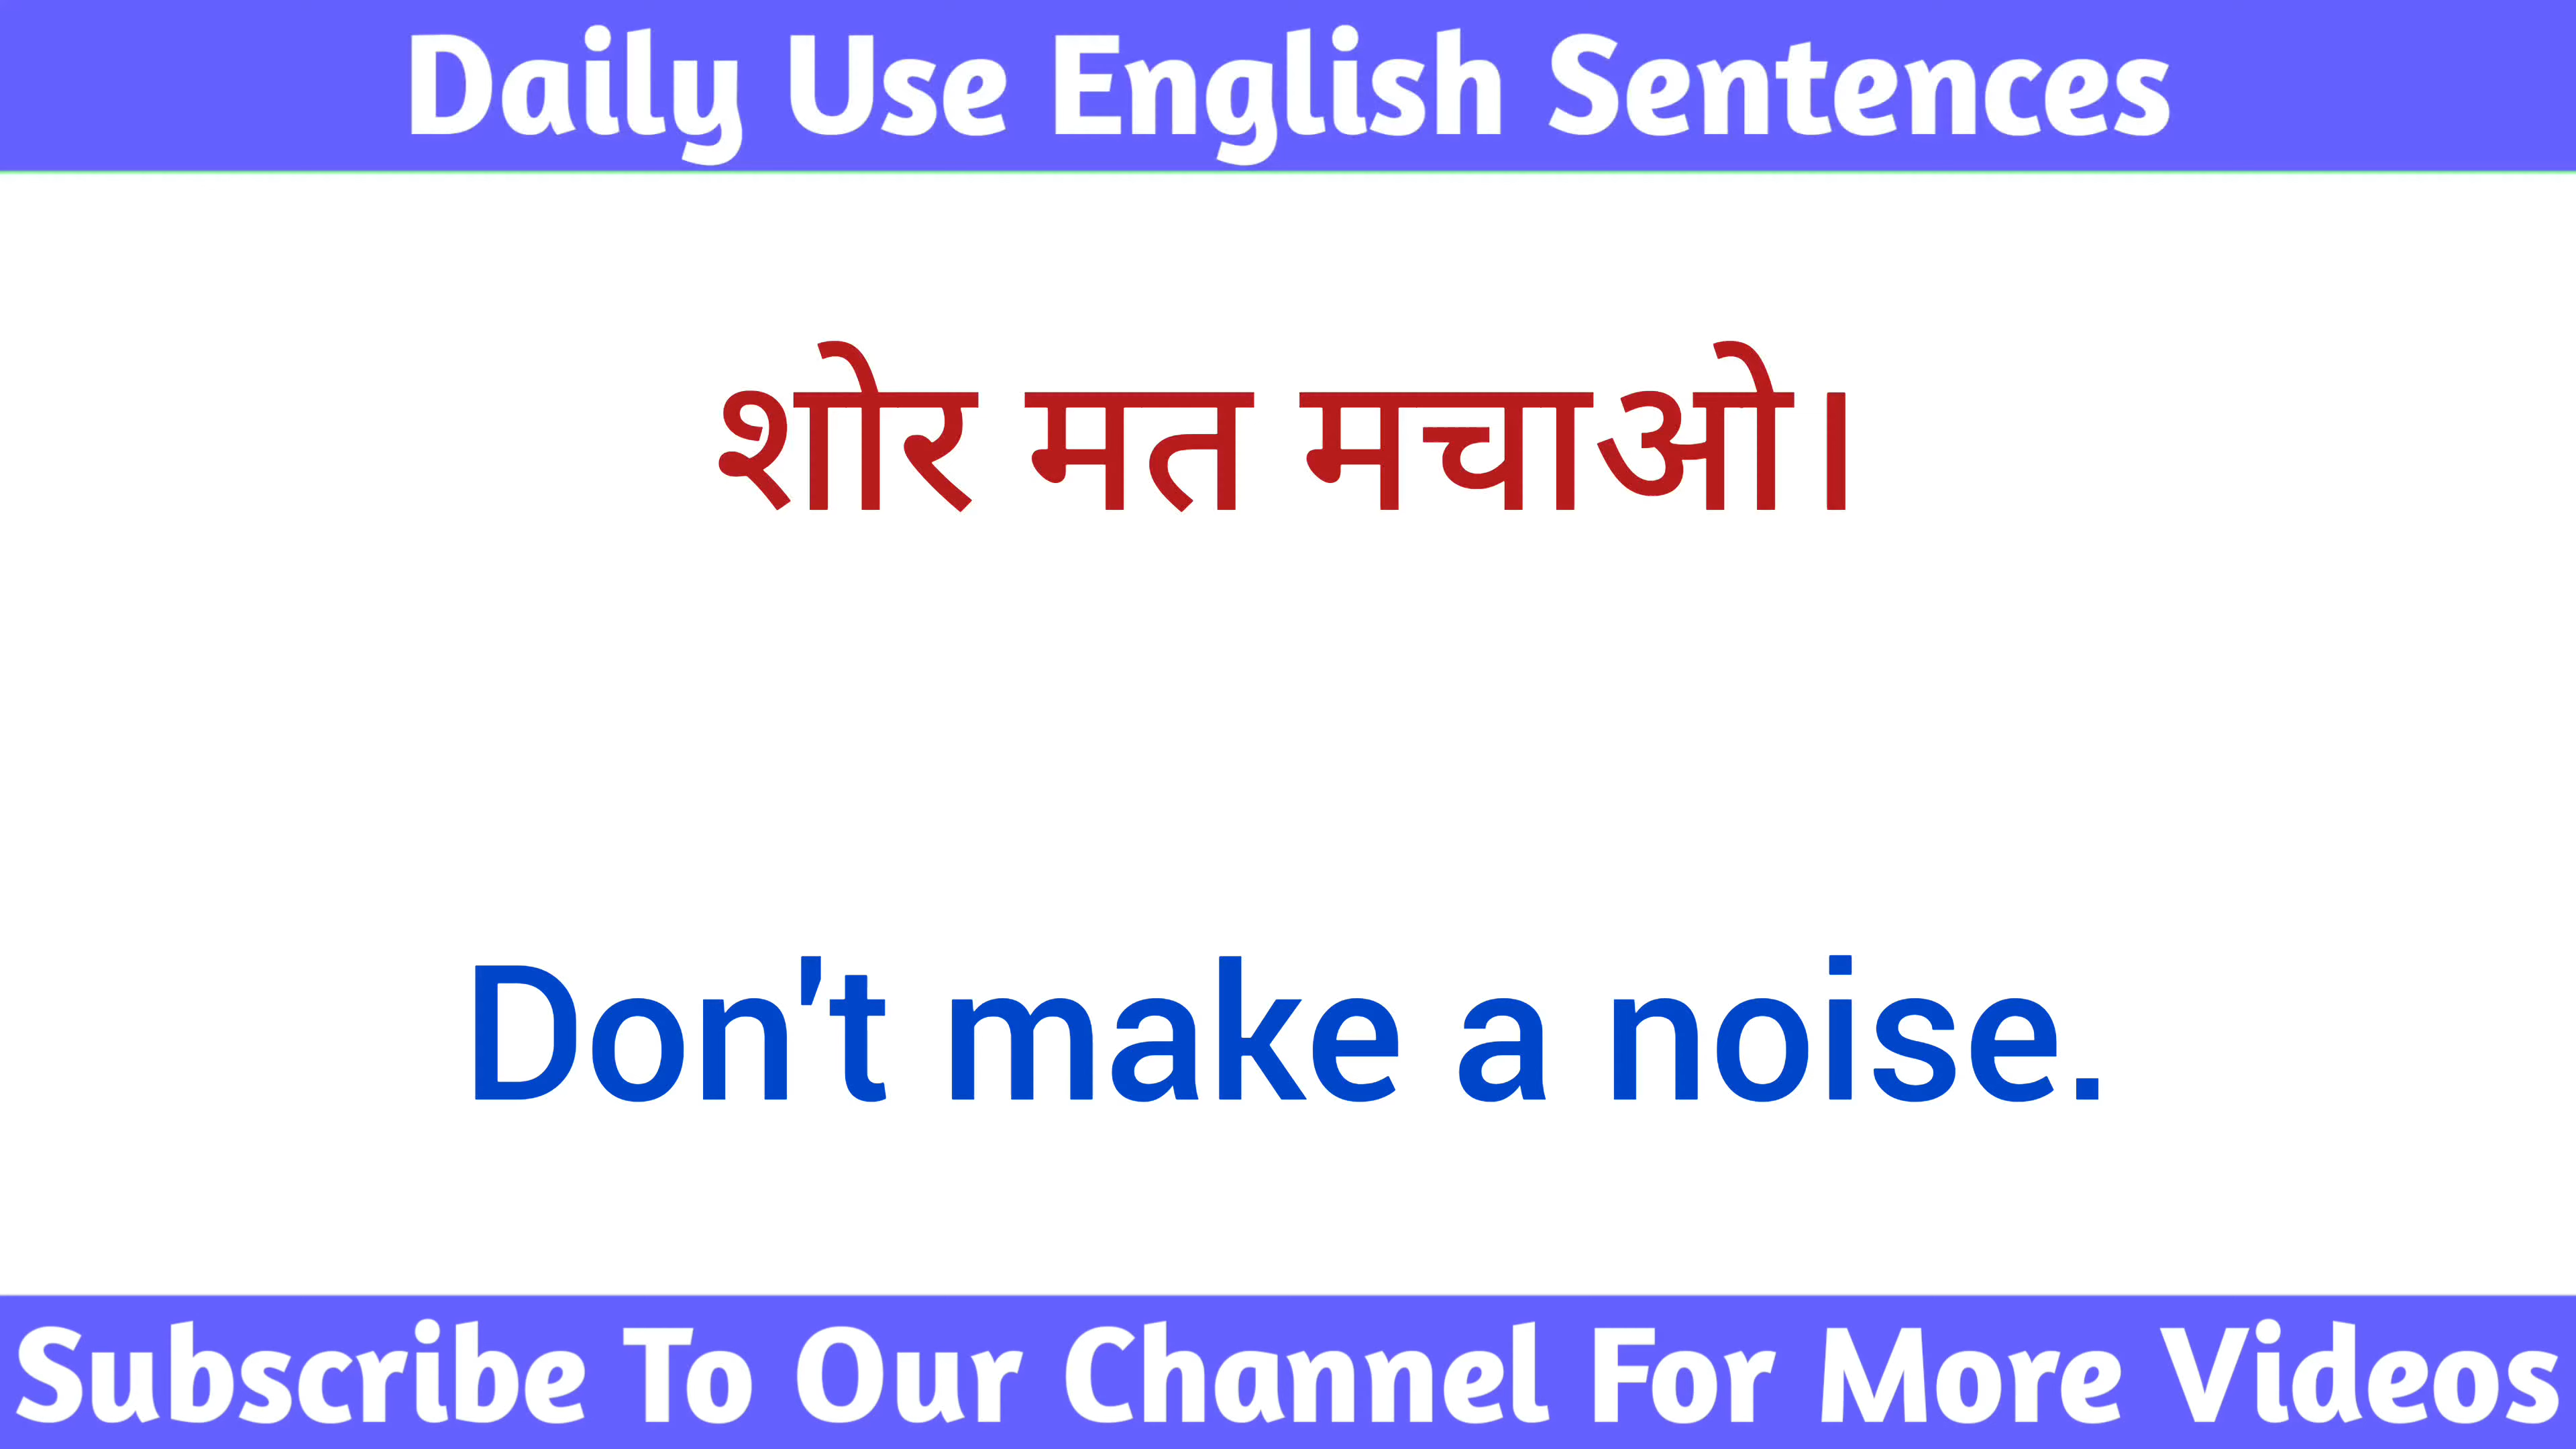 Daily Use English Sentences
शोर मत मचाओ।
Don't make a noise.
Subscribe To Our Channel For More Videos